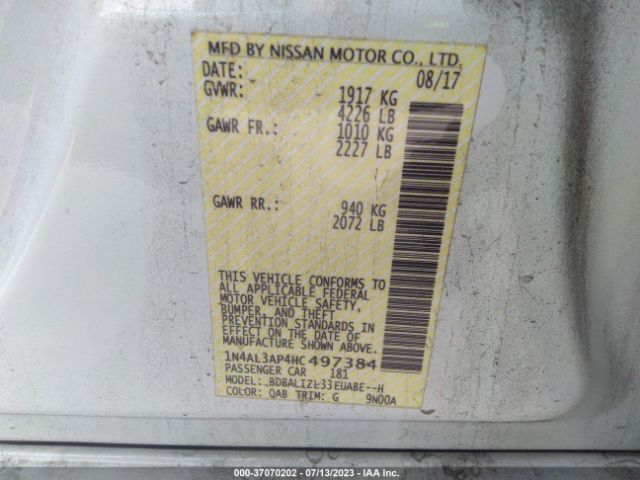 MFD BY NISSAN MOTOR CO., LTD.
DATE: 08/17
GVWR: 1917 KG
4226 LB
GAWR FR.: 1010 KG
2227 LB
GAWR RR.: 940 KG
2072 LB
THIS VEHICLE CONFORMS TO
ALL APPLICABLE FEDERAL
MOTOR VEHICLE SAFETY,
BUMPER, AND THEFT
PREVENTION STANDARDS IN
EFFECT ON THE DATE OF
MANUFACTURE SHOWN ABOVE.
1N4AL3AP4HC497384
PASSENGER CAR 181
MODEL: BDBALIZL33EUABE--H
COLOR: QAB TRIM: G 9N00A
000-37070202 - 07/13/2023 - IAA Inc.